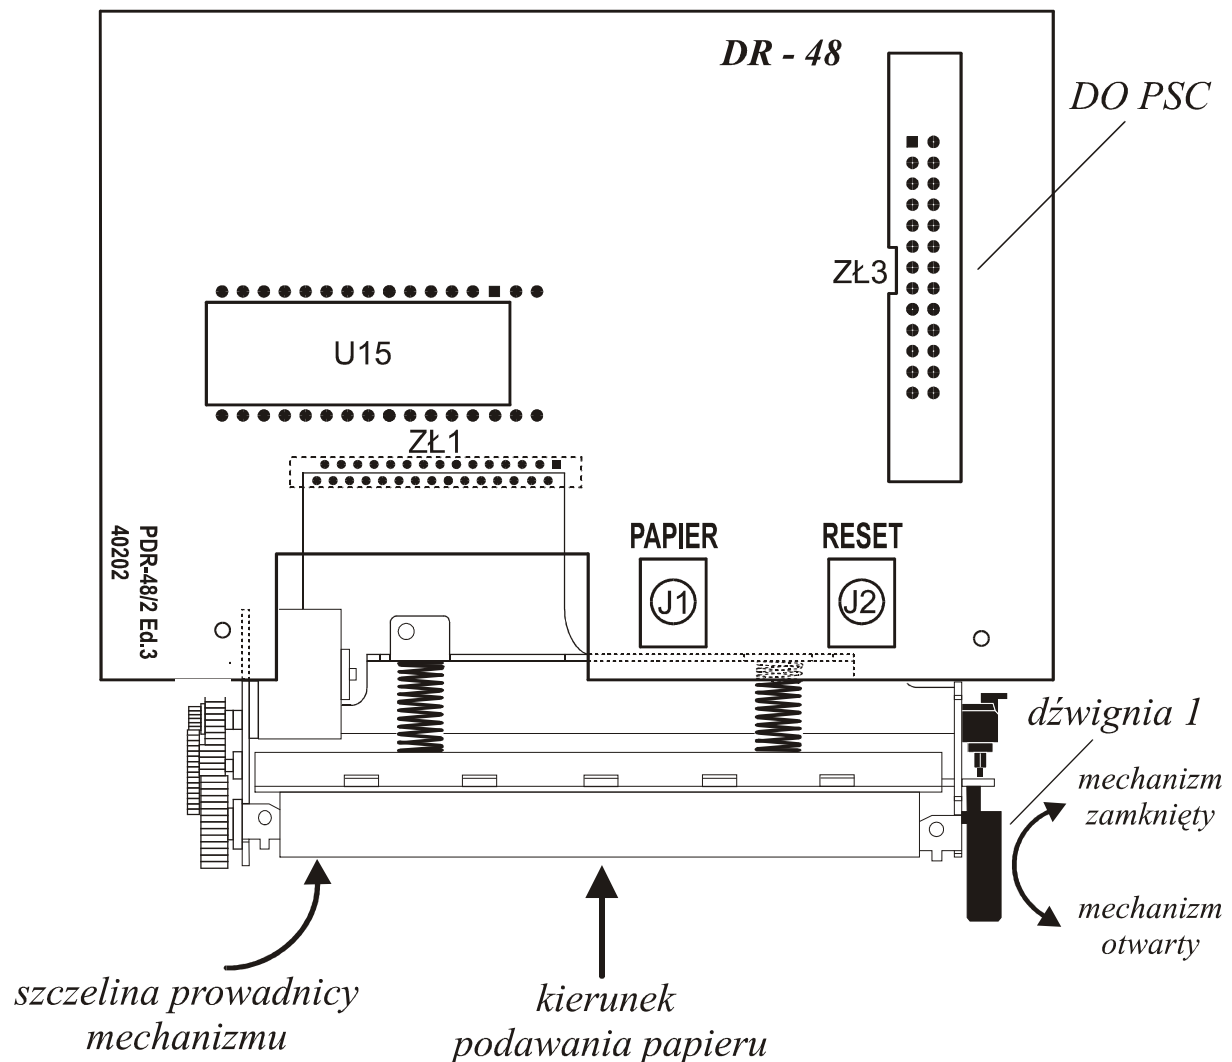 DR - 48
DO PSC
ZŁ3
U15
ZŁ1
PAPIER
RESET
J1
J2
PDR-48/2 Ed.3
40202
dźwignia 1
mechanizm
zamknięty
mechanizm
otwarty
szczelina prowadnicy
mechanizmu
kierunek
podawania papieru